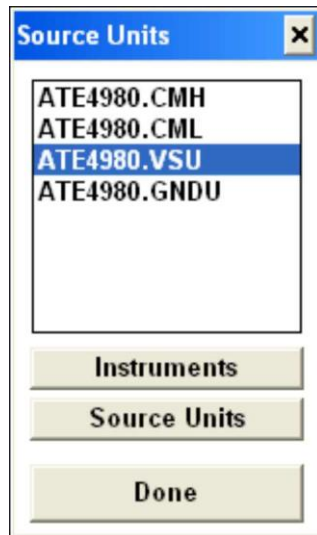 Source Units
ATE4980.CMH
ATE4980.CML
ATE4980.VSU
ATE4980.GNDU
Instruments
Source Units
Done